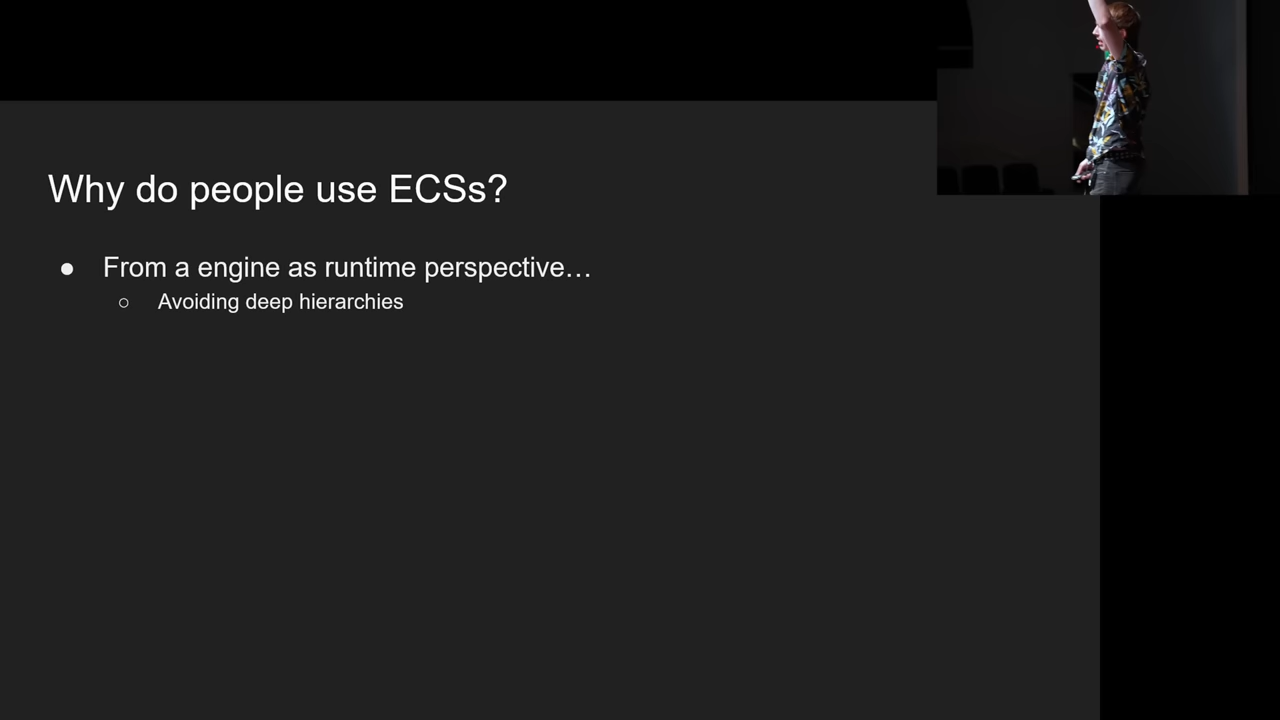 Why do people use ECSs?
● From a engine as runtime perspective…
○ Avoiding deep hierarchies